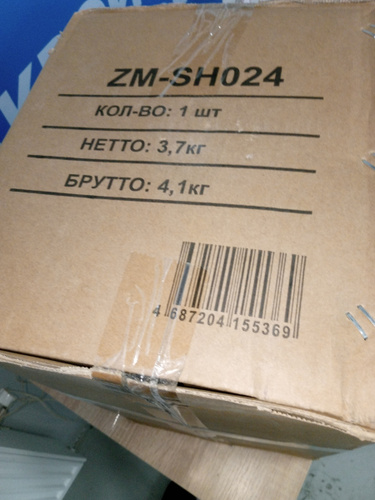 ZM-SH024
КОЛ-ВО: 1 шт
НЕТТО: 3,7кг
БРУТТО: 4,1кг
4 687204 155369